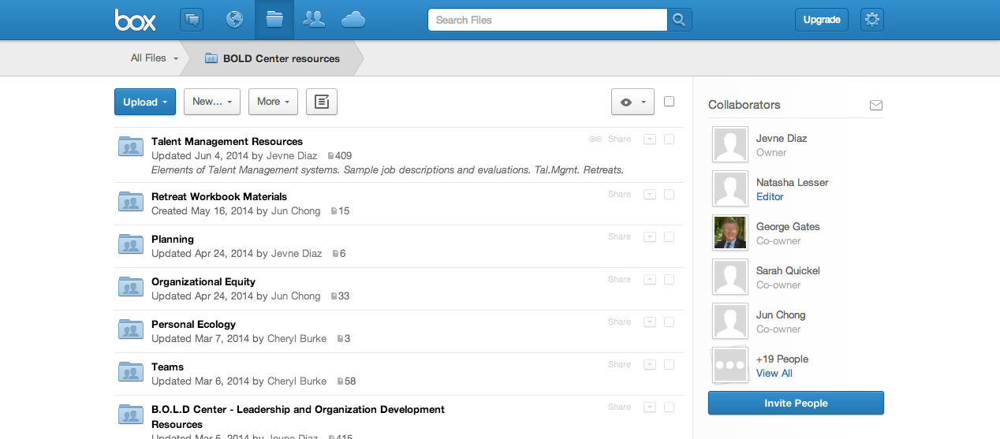 box
Search Files
Upgrade
All Files
BOLD Center resources
Upload
New...
More
Talent Management Resources
Share
Updated Jun 4, 2014 by Jevne Diaz 409
Elements of Talent Management systems. Sample job descriptions and evaluations. Tal.Mgmt. Retreats.
Retreat Workbook Materials
Share
Created May 16, 2014 by Jun Chong 15
Planning
Share
Updated Apr 24, 2014 by Jevne Diaz 6
Organizational Equity
Share
Updated Apr 24, 2014 by Jun Chong 33
Personal Ecology
Share
Updated Mar 7, 2014 by Cheryl Burke 3
Teams
Share
Updated Mar 6, 2014 by Cheryl Burke 58
B.O.L.D Center - Leadership and Organization Development
Resources
Share
Updated Mar 5, 2014 by Jevne Diaz 415
Collaborators
Jevne Diaz
Owner
Natasha Lesser
Editor
George Gates
Co-owner
Sarah Quickel
Co-owner
Jun Chong
Co-owner
+19 People
View All
Invite People